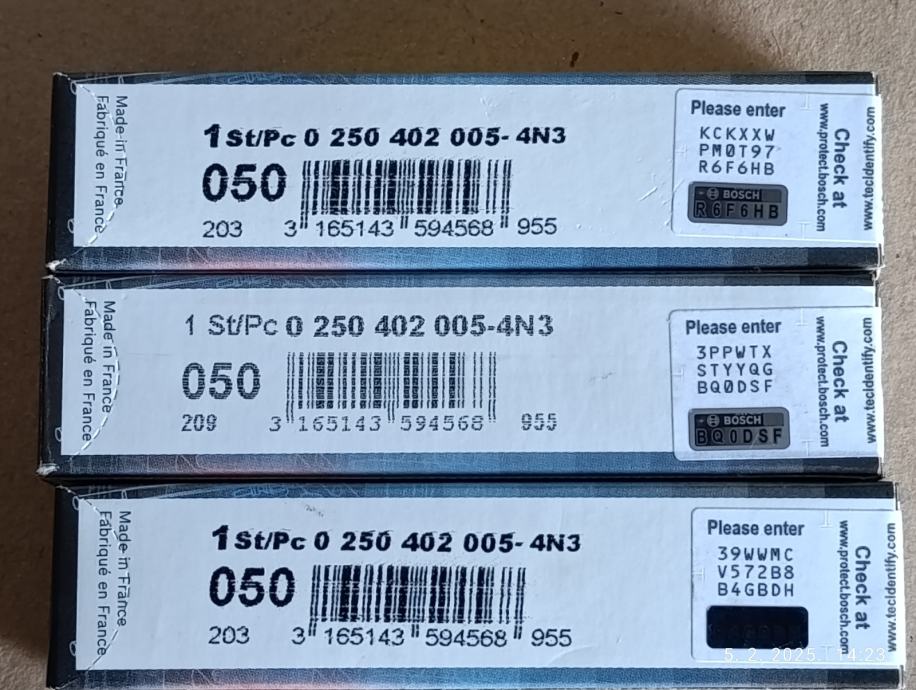 Made in France
Fabriqué en France
1 St/Pc 0 250 402 005- 4N3
050
203
3 165143 594568 955
Please enter
KCKXXW
PM0T97
R6F6HB
BOSCH
R6F6HB
Check at
www.protect.bosch.com
www.tecidentify.com
Made in France
Fabriqué en France
1 St/Pc 0 250 402 005-4N3
050
209
3 165143 594568 955
Please enter
3PPWTX
STYYQG
BQ0DSF
BOSCH
BQ0DSF
Check at
www.protect.bosch.com
www.tecidentify.com
Made in France
Fabriqué en France
1 St/Pc 0 250 402 005- 4N3
050
203
3 165143 594568 955
Please enter
39WWMC
V572B8
B4GBDH
Check at
www.protect.bosch.com
www.tecidentify.com
5. 2. 2025. 14:23